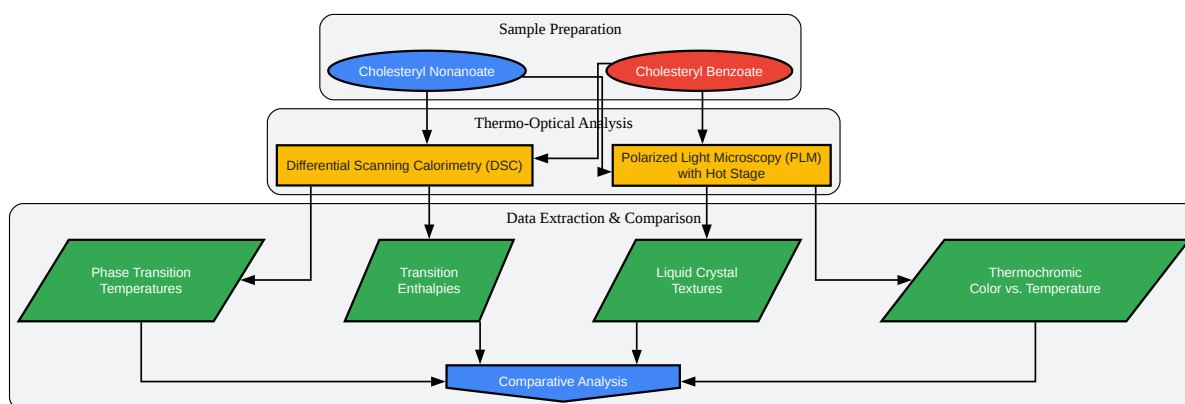 Sample Preparation
Cholesteryl Nonanoate
Cholesteryl Benzoate
Thermo-Optical Analysis
Differential Scanning Calorimetry (DSC)
Polarized Light Microscopy (PLM)
with Hot Stage
Data Extraction & Comparison
Phase Transition
Temperatures
Transition
Enthalpies
Liquid Crystal
Textures
Thermochromic
Color vs. Temperature
Comparative Analysis